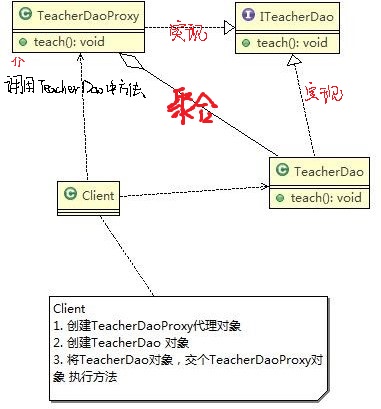 TeacherDaoProxy
teach(): void
实现
ITeacherDao
teach(): void
调用TeacherDao中方法
聚合
实现
TeacherDao
teach(): void
Client
Client
1. 创建TeacherDaoProxy代理对象
2. 创建TeacherDao 对象
3. 将TeacherDao对象，交个TeacherDaoProxy对
象 执行方法